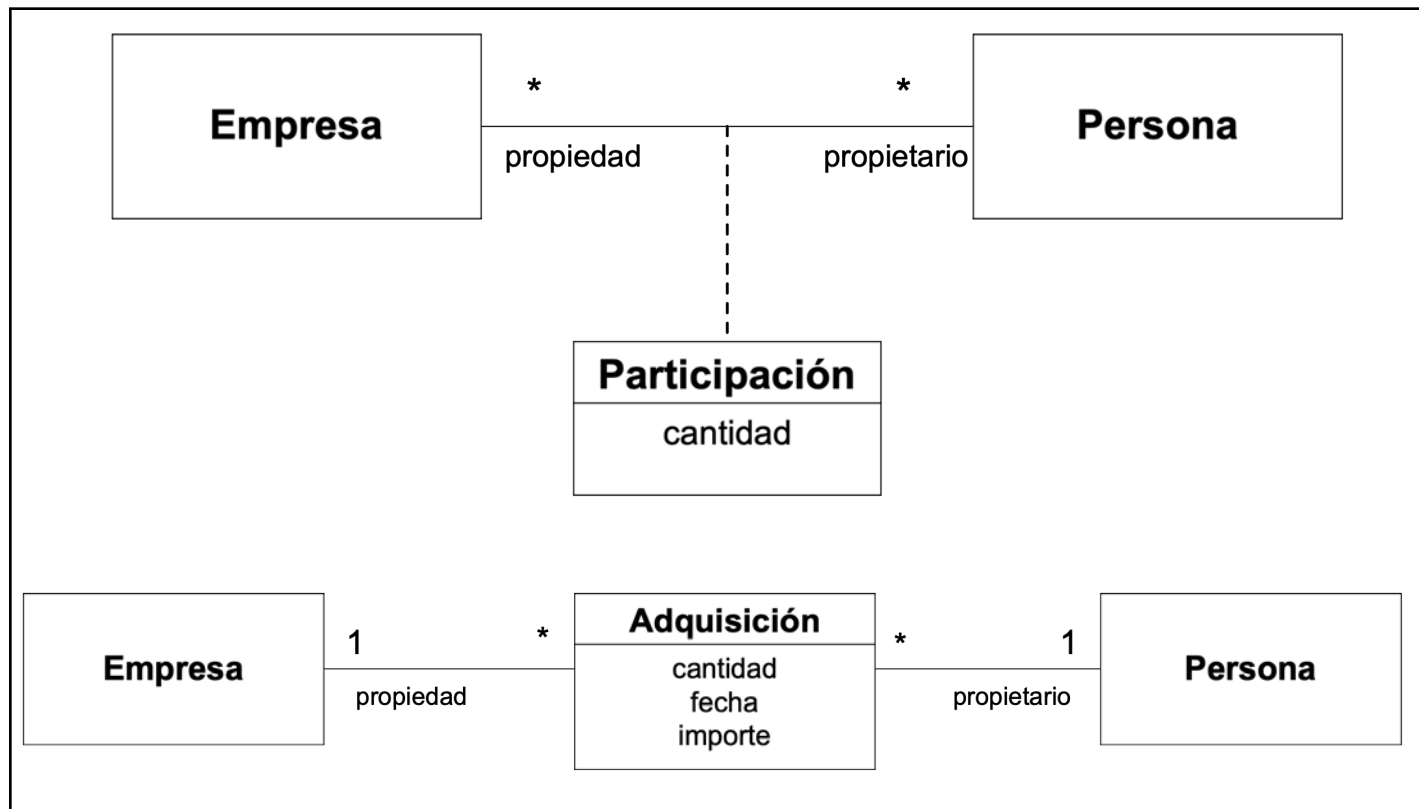 *
*
Empresa
Persona
propiedad
propietario
Participación
cantidad
Adquisición
1
*
*
1
Empresa
cantidad
Persona
propiedad
fecha
propietario
importe